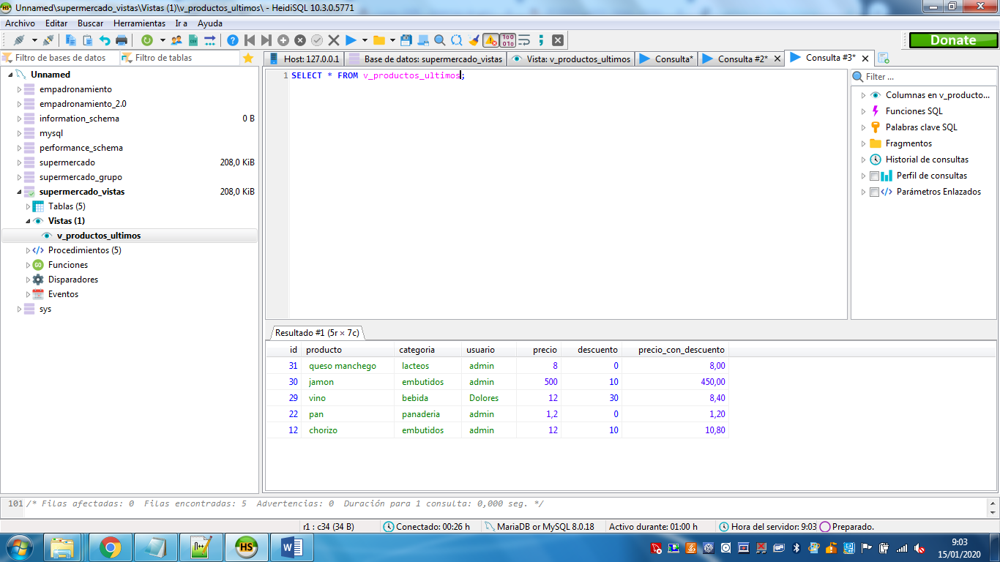 Unnamed\supermercado_vistas\Vistas (1)\v_productos_ultimos\ - HeidiSQL 10.3.0.5771
Archivo Editar Buscar Herramientas Ir a Ayuda
Donate
Filtro de bases de datos Filtro de tablas
Host: 127.0.0.1 Base de datos: supermercado_vistas Vista: v_productos_ultimos Consulta* Consulta #2* Consulta #3*
Unnamed
empadronamiento
empadronamiento_2.0
information_schema 0 B
mysql
performance_schema
supermercado 208,0 KiB
supermercado_grupo
supermercado_vistas 208,0 KiB
Tablas (5)
Vistas (1)
v_productos_ultimos
Procedimientos (5)
Funciones
Disparadores
Eventos
sys
1 SELECT * FROM v_productos_ultimos;
Filter ...
Columnas en v_producto...
Funciones SQL
Palabras clave SQL
Fragmentos
Historial de consultas
Perfil de consultas
Parámetros Enlazados
Resultado #1 (5r × 7c)
id producto categoria usuario precio descuento precio_con_descuento
31 queso manchego lacteos admin 8 0 8,00
30 jamon embutidos admin 500 10 450,00
29 vino bebida Dolores 12 30 8,40
22 pan panaderia admin 1,2 0 1,20
12 chorizo embutidos admin 12 10 10,80
101 /* Filas afectadas: 0 Filas encontradas: 5 Advertencias: 0 Duración para 1 consulta: 0,000 seg. */
r1 : c34 (34 B) Conectado: 00:26 h MariaDB or MySQL 8.0.18 Activo durante: 01:00 h Hora del servidor: 9:03 Preparado.
9:03
15/01/2020